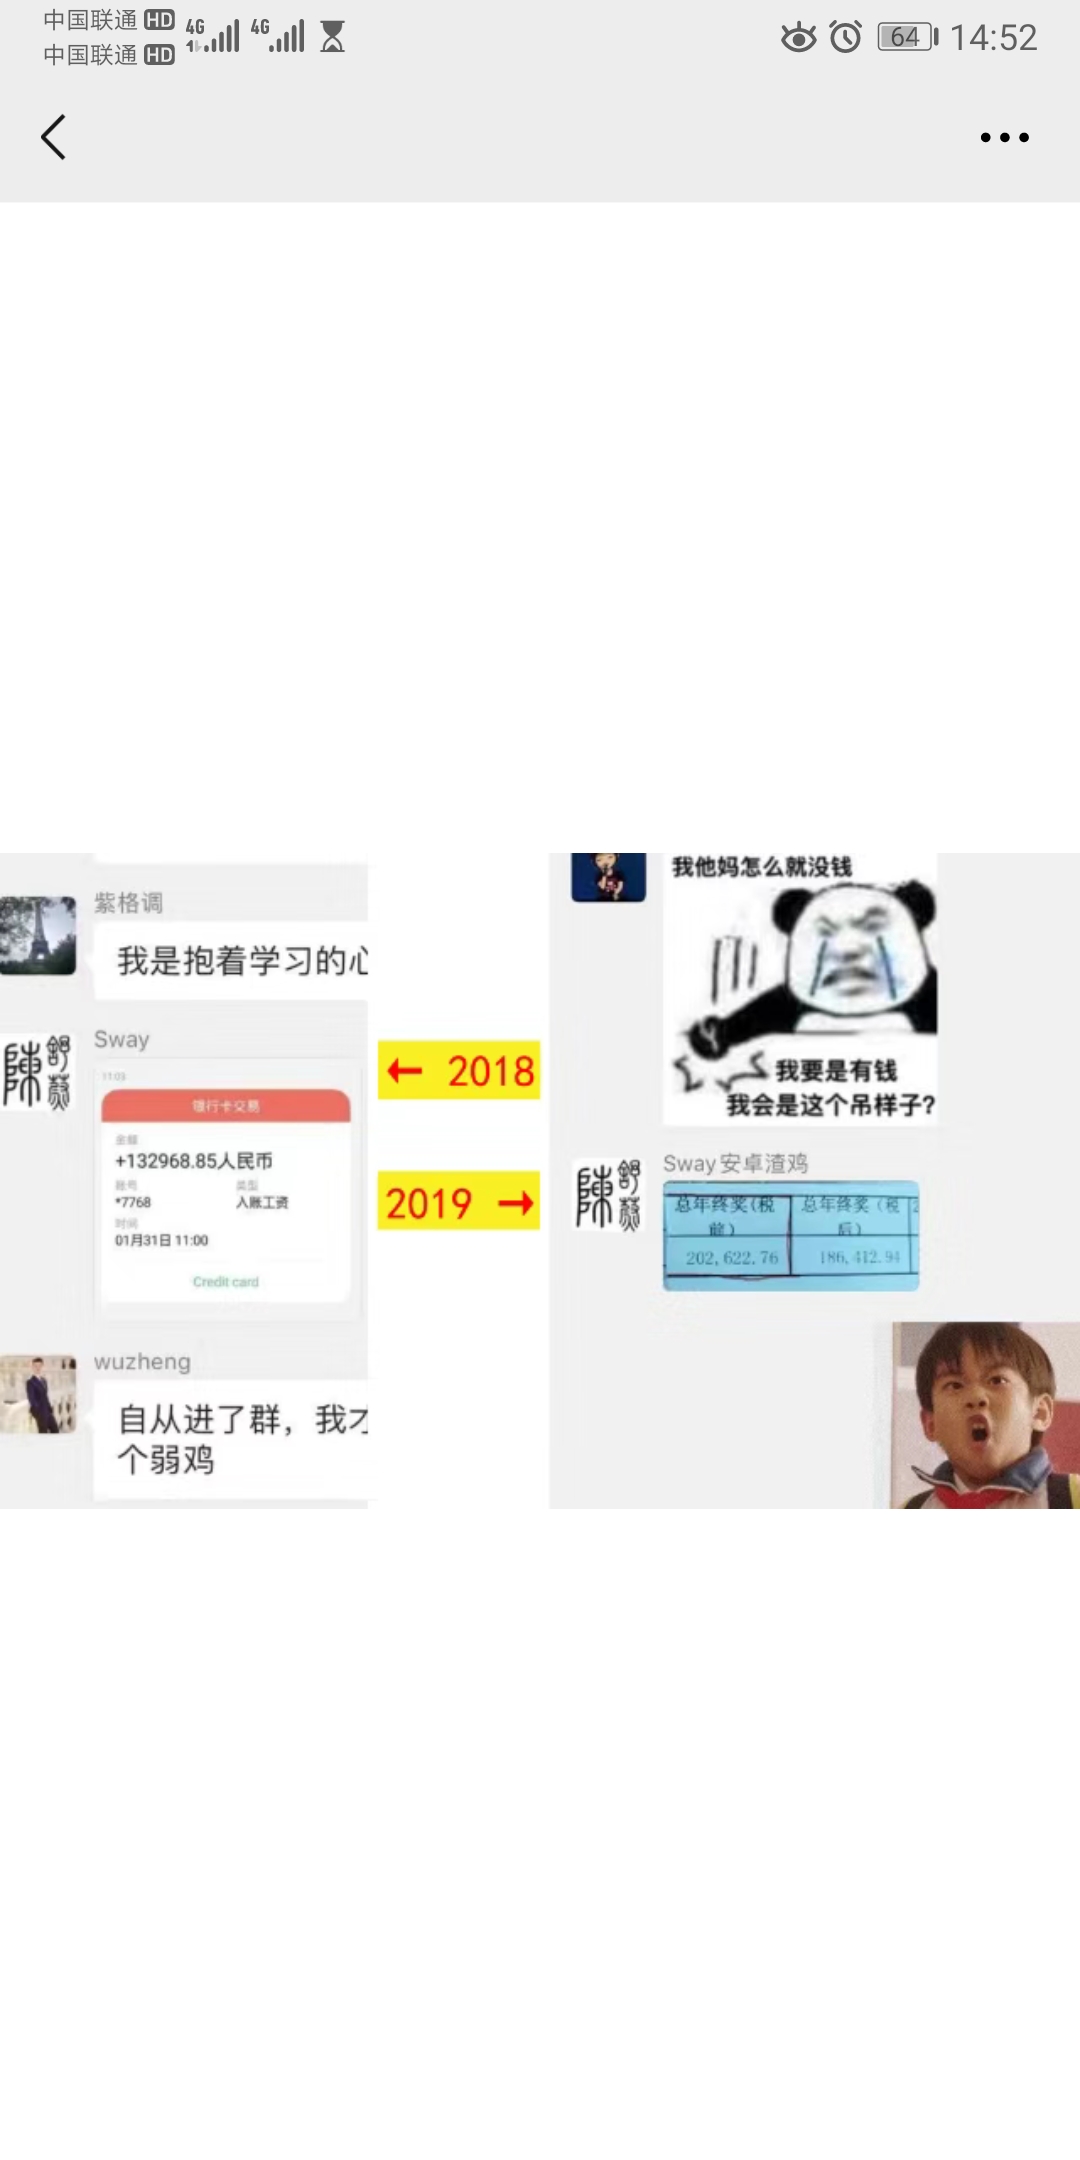 中国联通 HD 4G 4G
中国联通 HD
64 14:52
紫格调
我是抱着学习的心
Sway
11:03
银行卡交易
金额
+132968.85人民币
账号 类型
*7768 入账工资
时间
01月31日 11:00
Credit card
wuzheng
自从进了群，我才
个弱鸡
← 2018
2019 →
我他妈怎么就没钱
我要是有钱
我会是这个吊样子?
陳
Sway安卓渣鸡
总年终奖(税 总年终奖（税 2
前） 后）
202,622.76 186,412.94